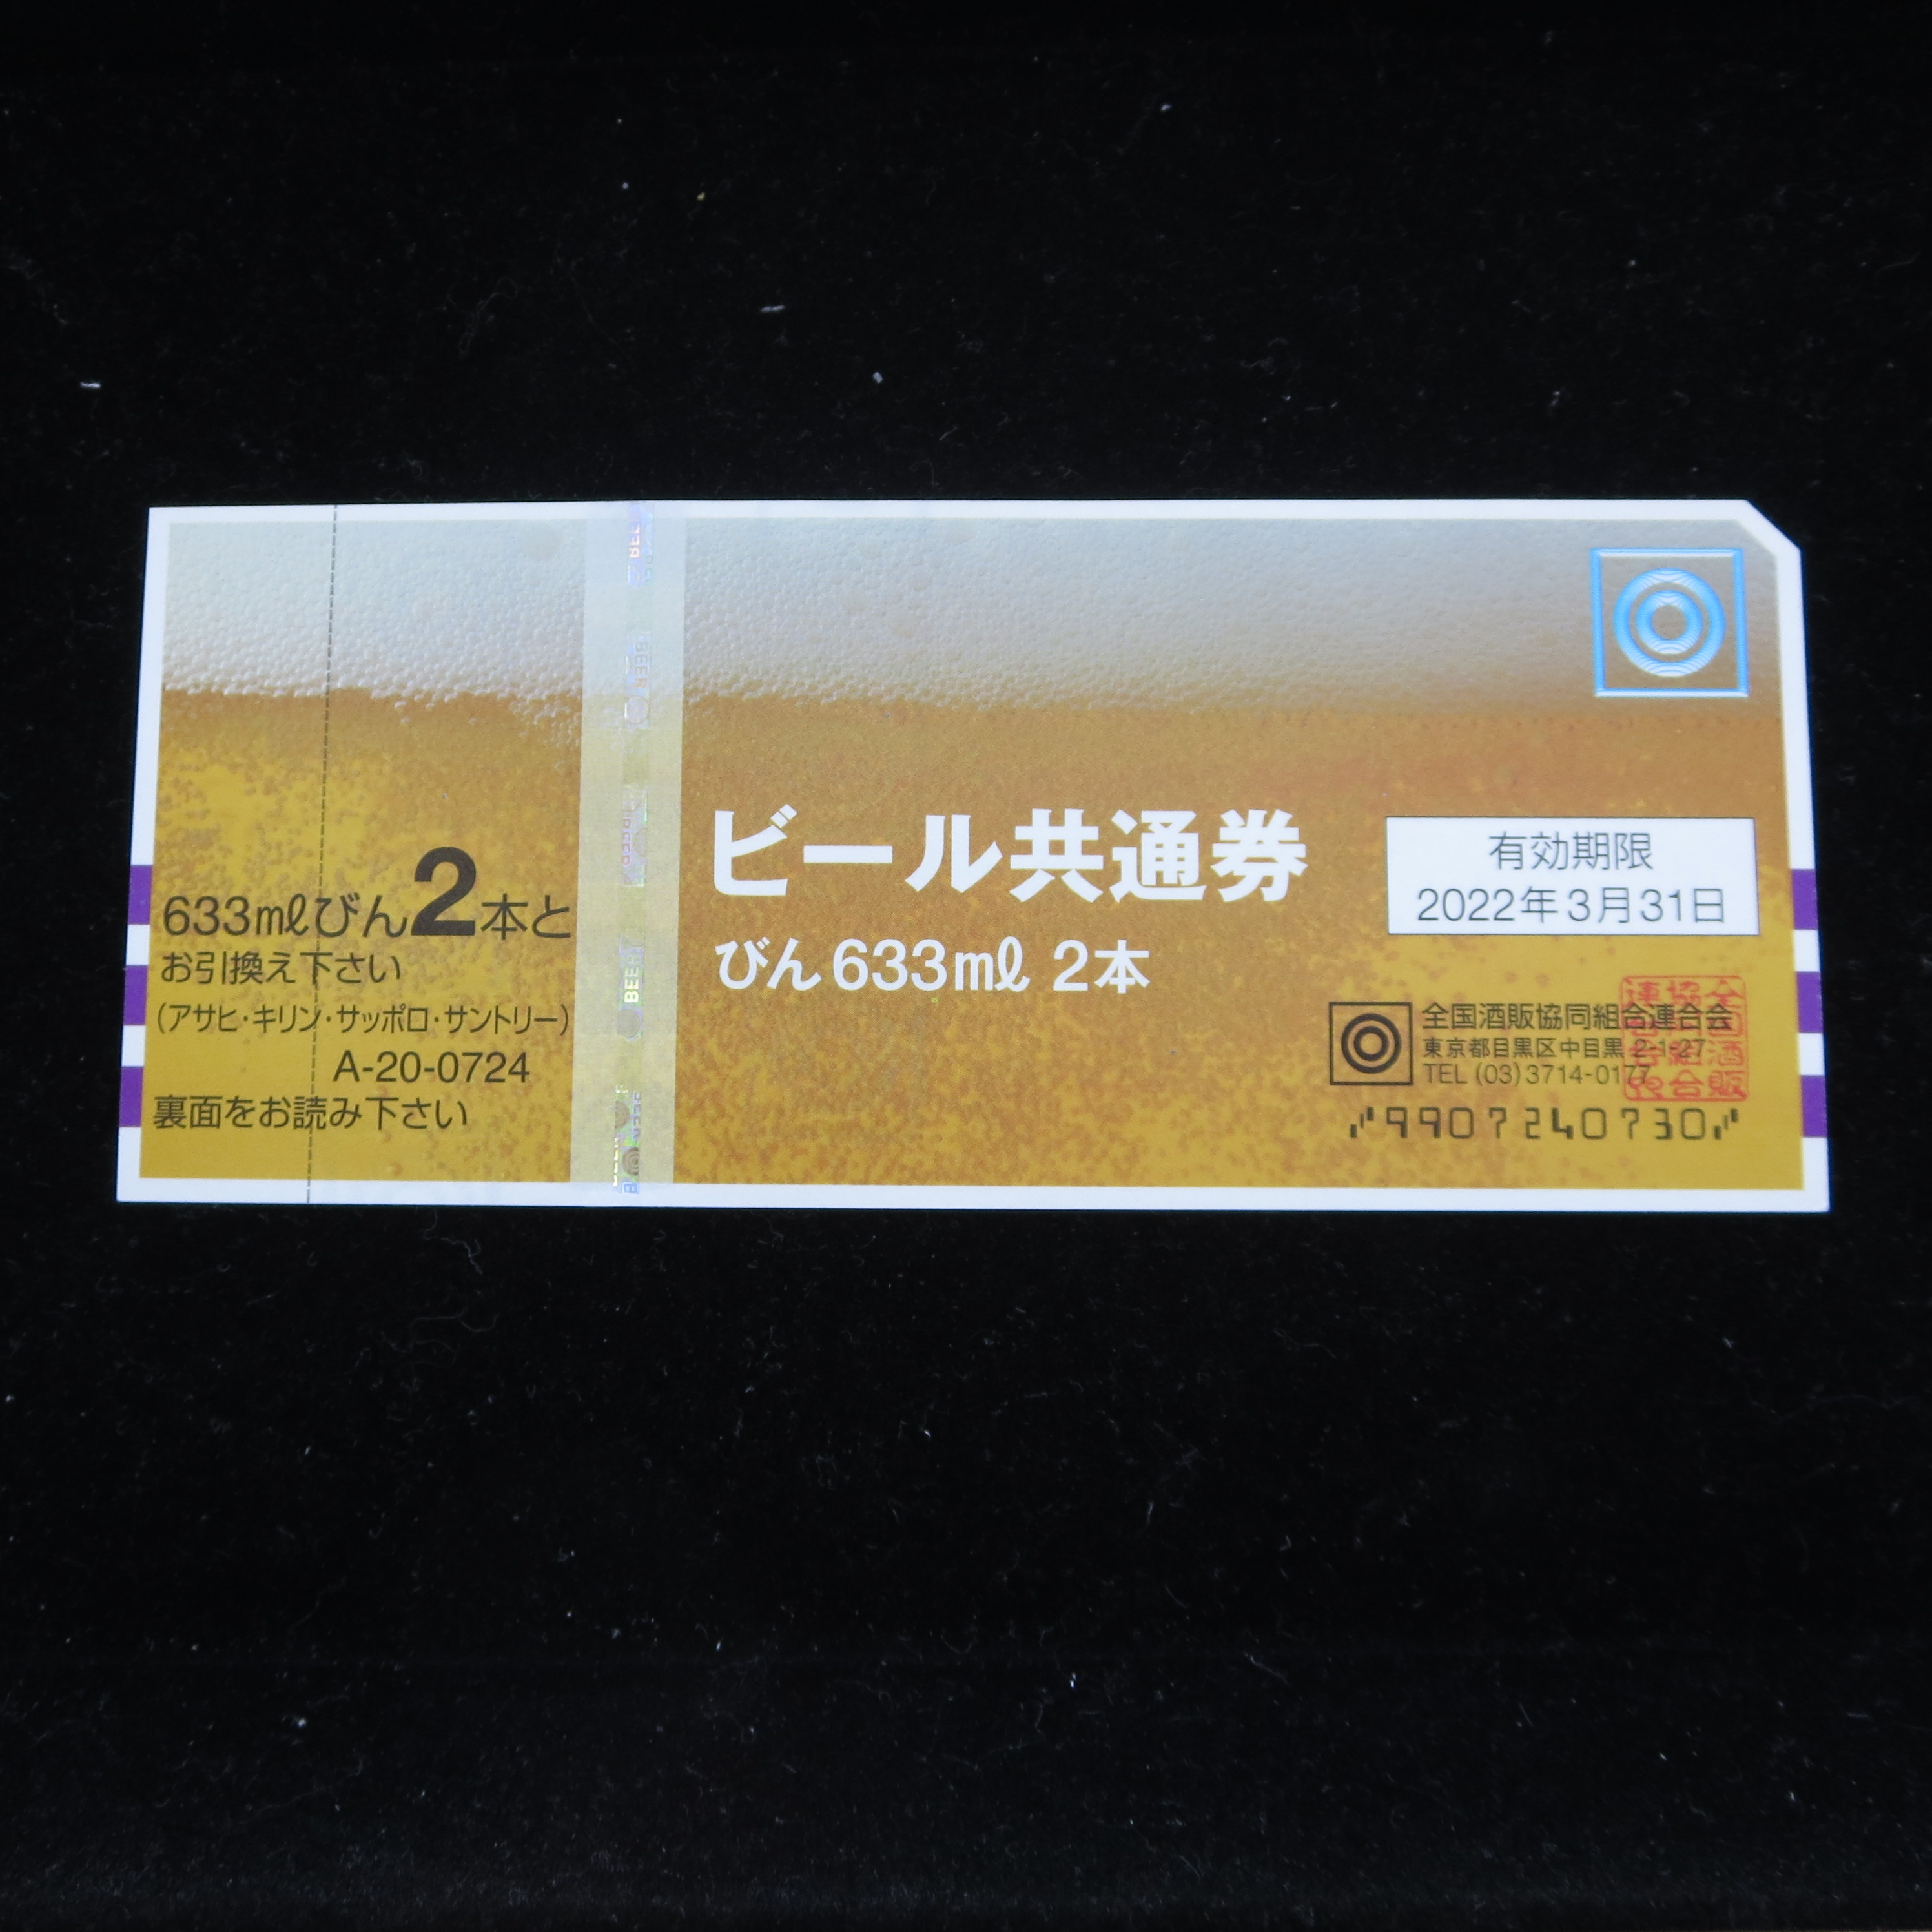 633mℓびん2本と
お引換え下さい
(アサヒ・キリン・サッポロ・サントリー)
A-20-0724
裏面をお読み下さい
BEER
ビール共通券
びん633mℓ 2本
有効期限
2022年3月31日
全国酒販協同組合連合会
東京都目黒区中目黒 2-1-27
TEL (03)3714-0177
9907240730